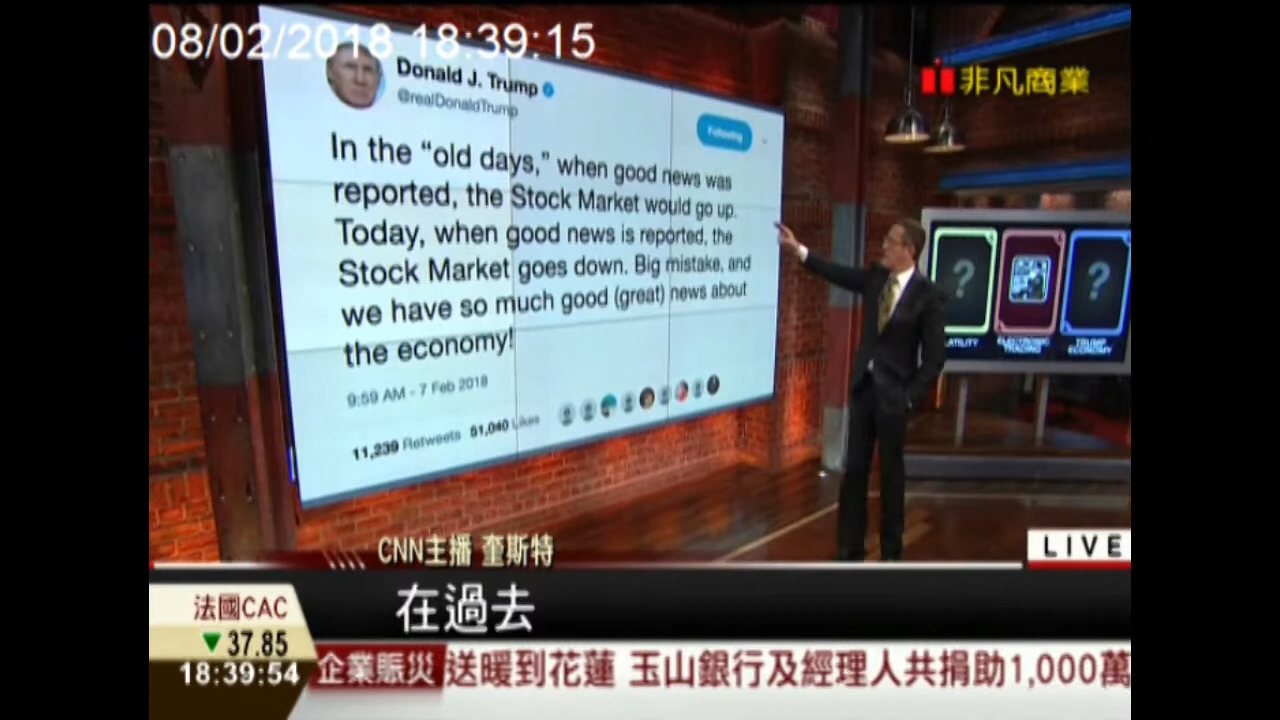 08/02/2018 18:39:15
非凡商業
Donald J. Trump
@realDonaldTrump
Following
In the “old days,” when good news was
reported, the Stock Market would go up.
Today, when good news is reported, the
Stock Market goes down. Big mistake, and
we have so much good (great) news about
the economy!
9:59 AM - 7 Feb 2018
11,239 Retweets 51,040 Likes
?
?
ELECTRONIC
TRADING
TRUMP
ECONOMY
CNN主播 奎斯特
LIVE
在過去
法國CAC
▼37.85
18:39:54
企業賑災 送暖到花蓮 玉山銀行及經理人共捐助1,000萬